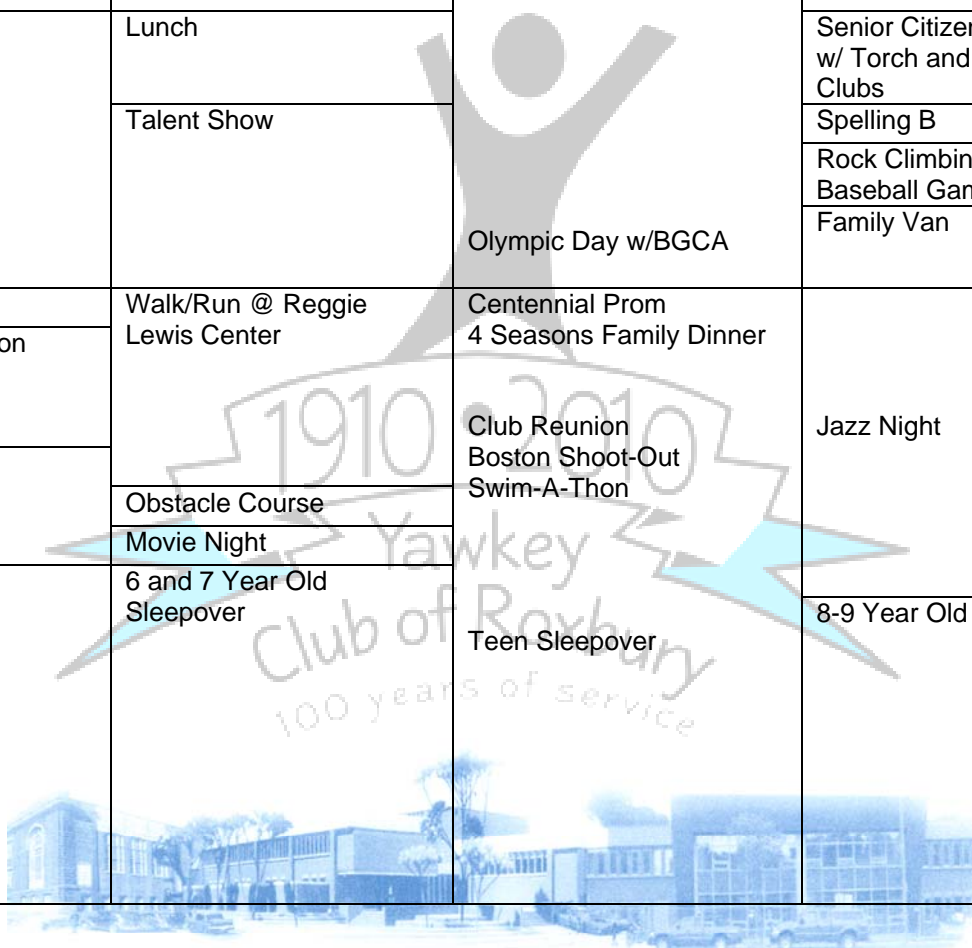 on
Lunch
Talent Show
Walk/Run @ Reggie
Lewis Center
Obstacle Course
Movie Night
6 and 7 Year Old
Sleepover
Olympic Day w/BGCA
Centennial Prom
4 Seasons Family Dinner
Club Reunion
Boston Shoot-Out
Swim-A-Thon
Teen Sleepover
Senior Citizen
w/ Torch and
Clubs
Spelling B
Rock Climbin
Baseball Gam
Family Van
Jazz Night
8-9 Year Old
1910 • 2010
Yawkey
Club of Roxbury
100 years of service